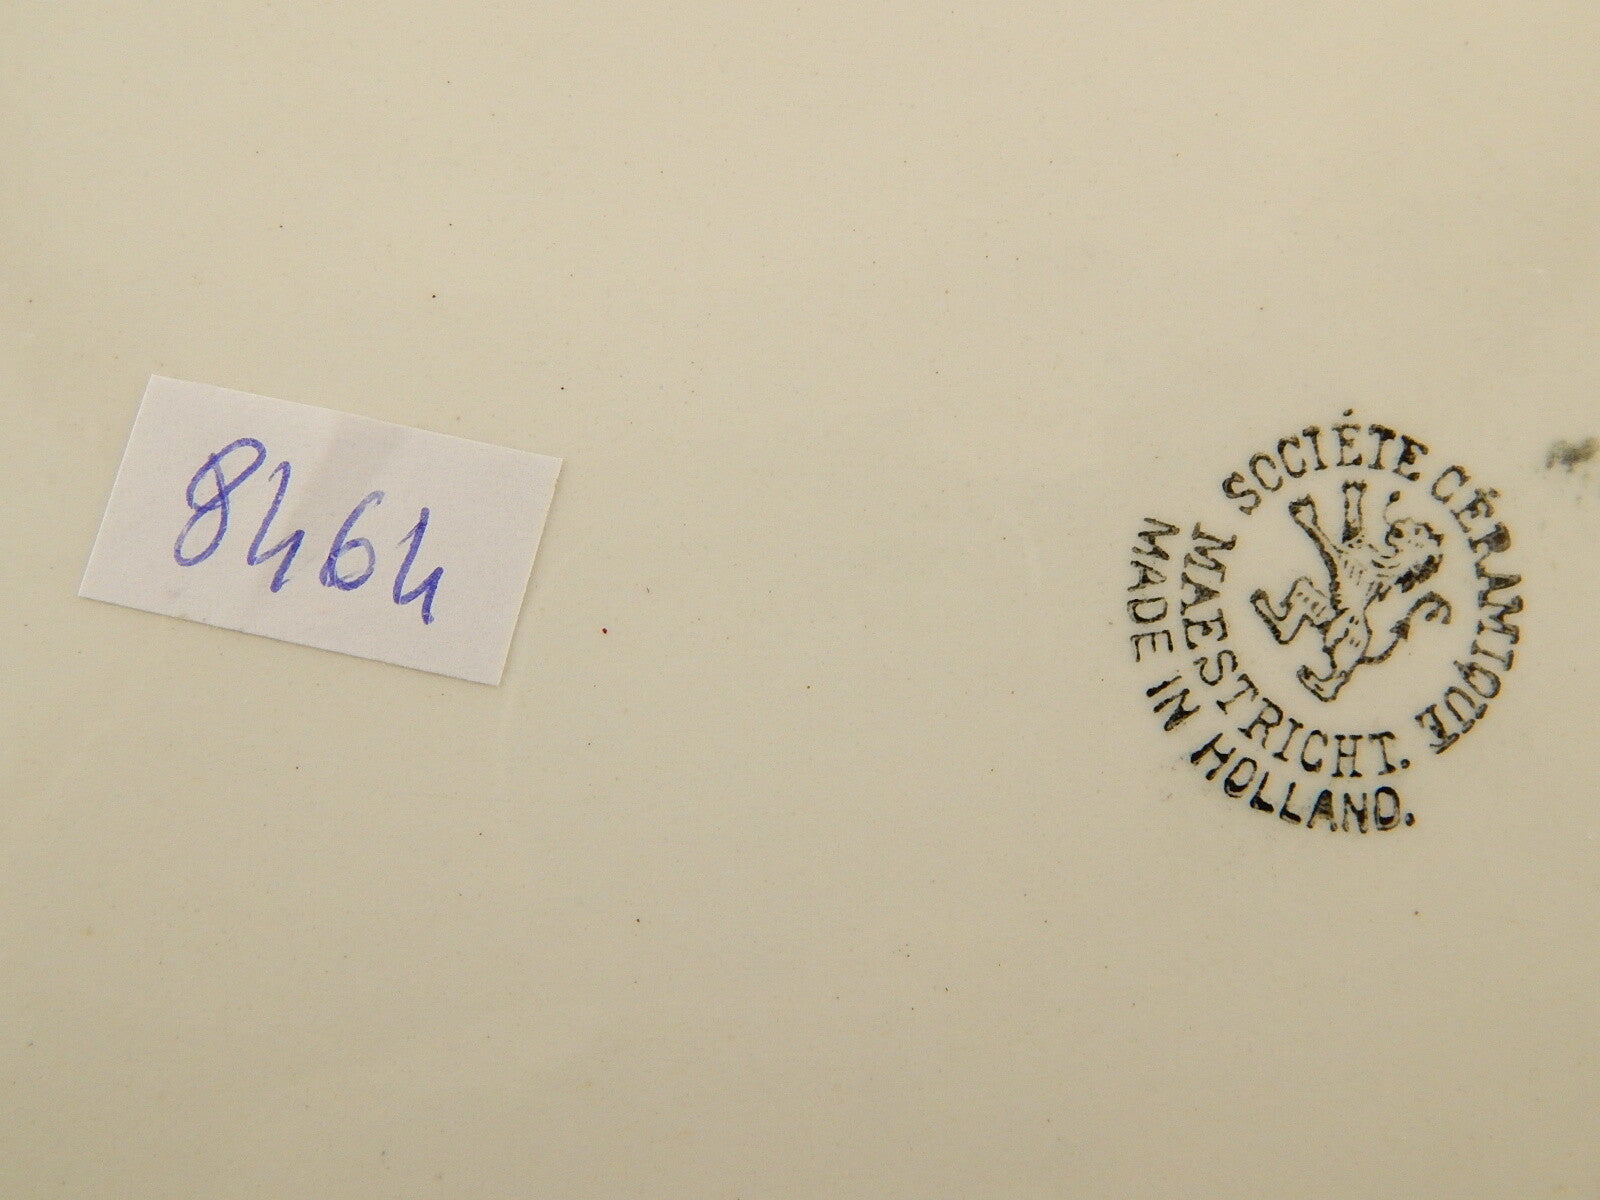 8464
SOCIÉTÉ CÉRAMIQUE
MAESTRICHT.
MADE IN HOLLAND.